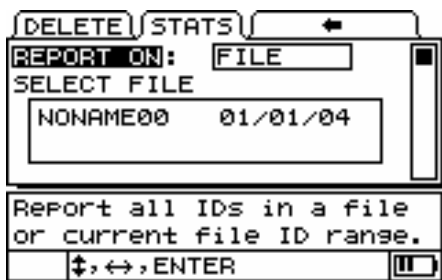 DELETE STATS ←
REPORT ON: FILE
SELECT FILE
NONAME00 01/01/04
Report all IDs in a file
or current file ID range.
↕,↔,ENTER